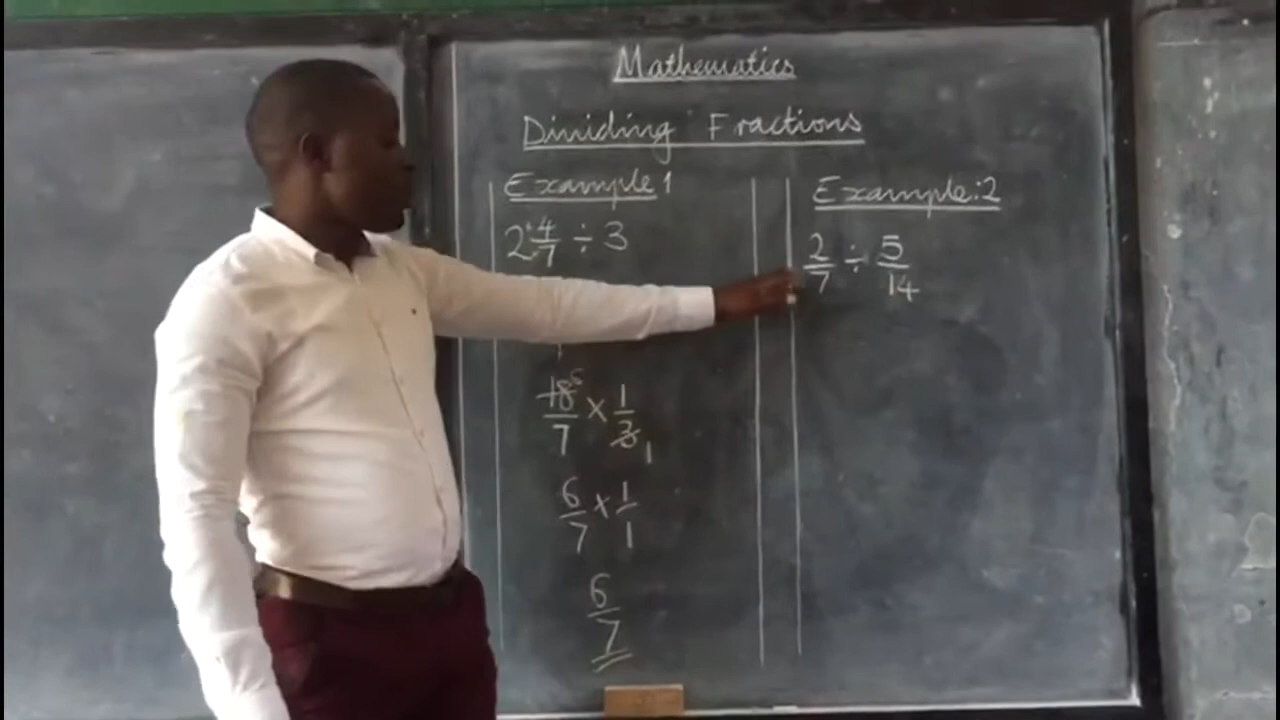 Mathematics
Dividing Fractions
Example 1
2 4/7 ÷ 3
18/7 × 1/3 1
6/7 × 1/1
6/7
Example:2
2/7 ÷ 5/14